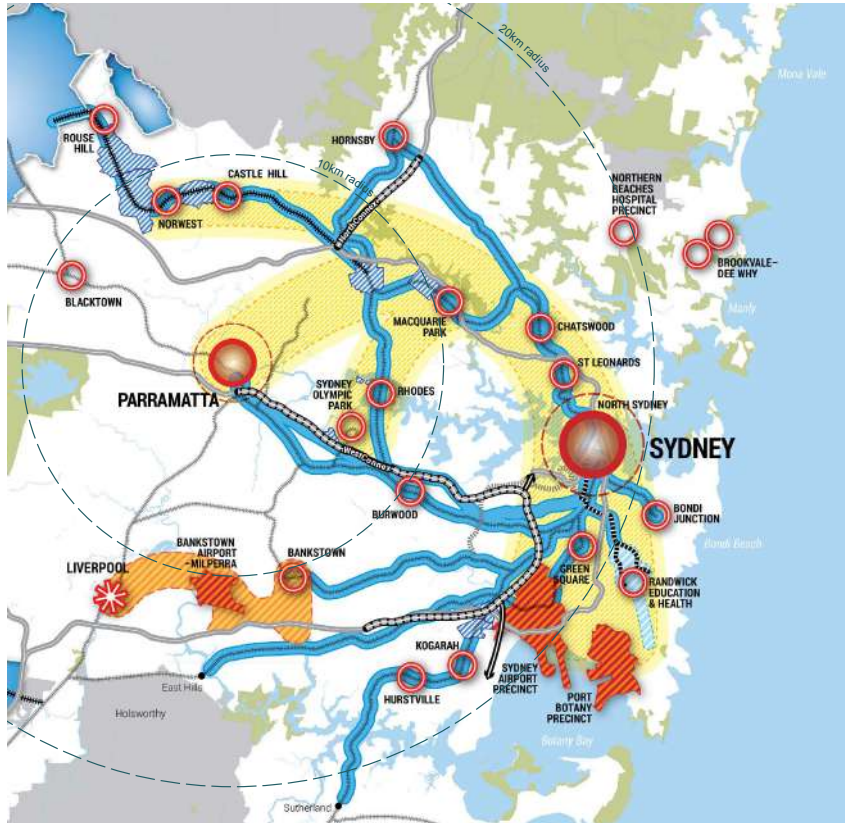 20km radius
Mona Vale
ROUSE
HILL
HORNSBY
10km radius
CASTLE HILL
NORTHERN
BEACHES
HOSPITAL
PRECINCT
NORWEST
NorthConnex
BROOKVALE–
DEE WHY
BLACKTOWN
MACQUARIE
PARK
CHATSWOOD
Manly
ST LEONARDS
SYDNEY
OLYMPIC
PARK
RHODES
PARRAMATTA
NORTH SYDNEY
SYDNEY
WestConnex
BURWOOD
BONDI
JUNCTION
BANKSTOWN
AIRPORT
–MILPERRA
BANKSTOWN
Bondi Beach
LIVERPOOL
GREEN
SQUARE
RANDWICK
EDUCATION
& HEALTH
KOGARAH
East Hills
SYDNEY
AIRPORT
PRECINCT
HURSTVILLE
PORT
BOTANY
PRECINCT
Holsworthy
Botany Bay
Sutherland